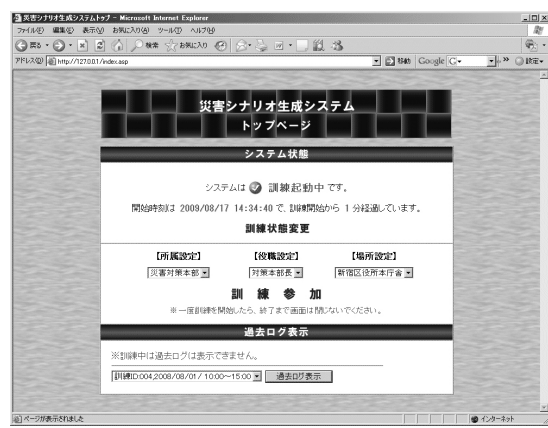 災害シナリオ生成システムトップ - Microsoft Internet Explorer
ファイル(F) 編集(E) 表示(V) お気に入り(A) ツール(T) ヘルプ(H)
戻る 検索 お気に入り
アドレス(D) http://127.0.0.1/index.asp 移動 Google G 設定
災害シナリオ生成システム
トップページ
システム状態
システムは 訓練起動中 です。
開始時刻は 2009/08/17 14:34:40 で、訓練開始から 1 分経過しています。
訓練状態変更
【所属設定】 【役職設定】 【場所設定】
災害対策本部 対策本部長 新宿区役所本庁舎
訓 練 参 加
※一度訓練を開始したら、終了まで画面は閉じないでください。
過去ログ表示
※訓練中は過去ログは表示できません。
訓練ID:004,2008/08/01/ 10:00～15:00 過去ログ表示
ページが表示されました インターネット